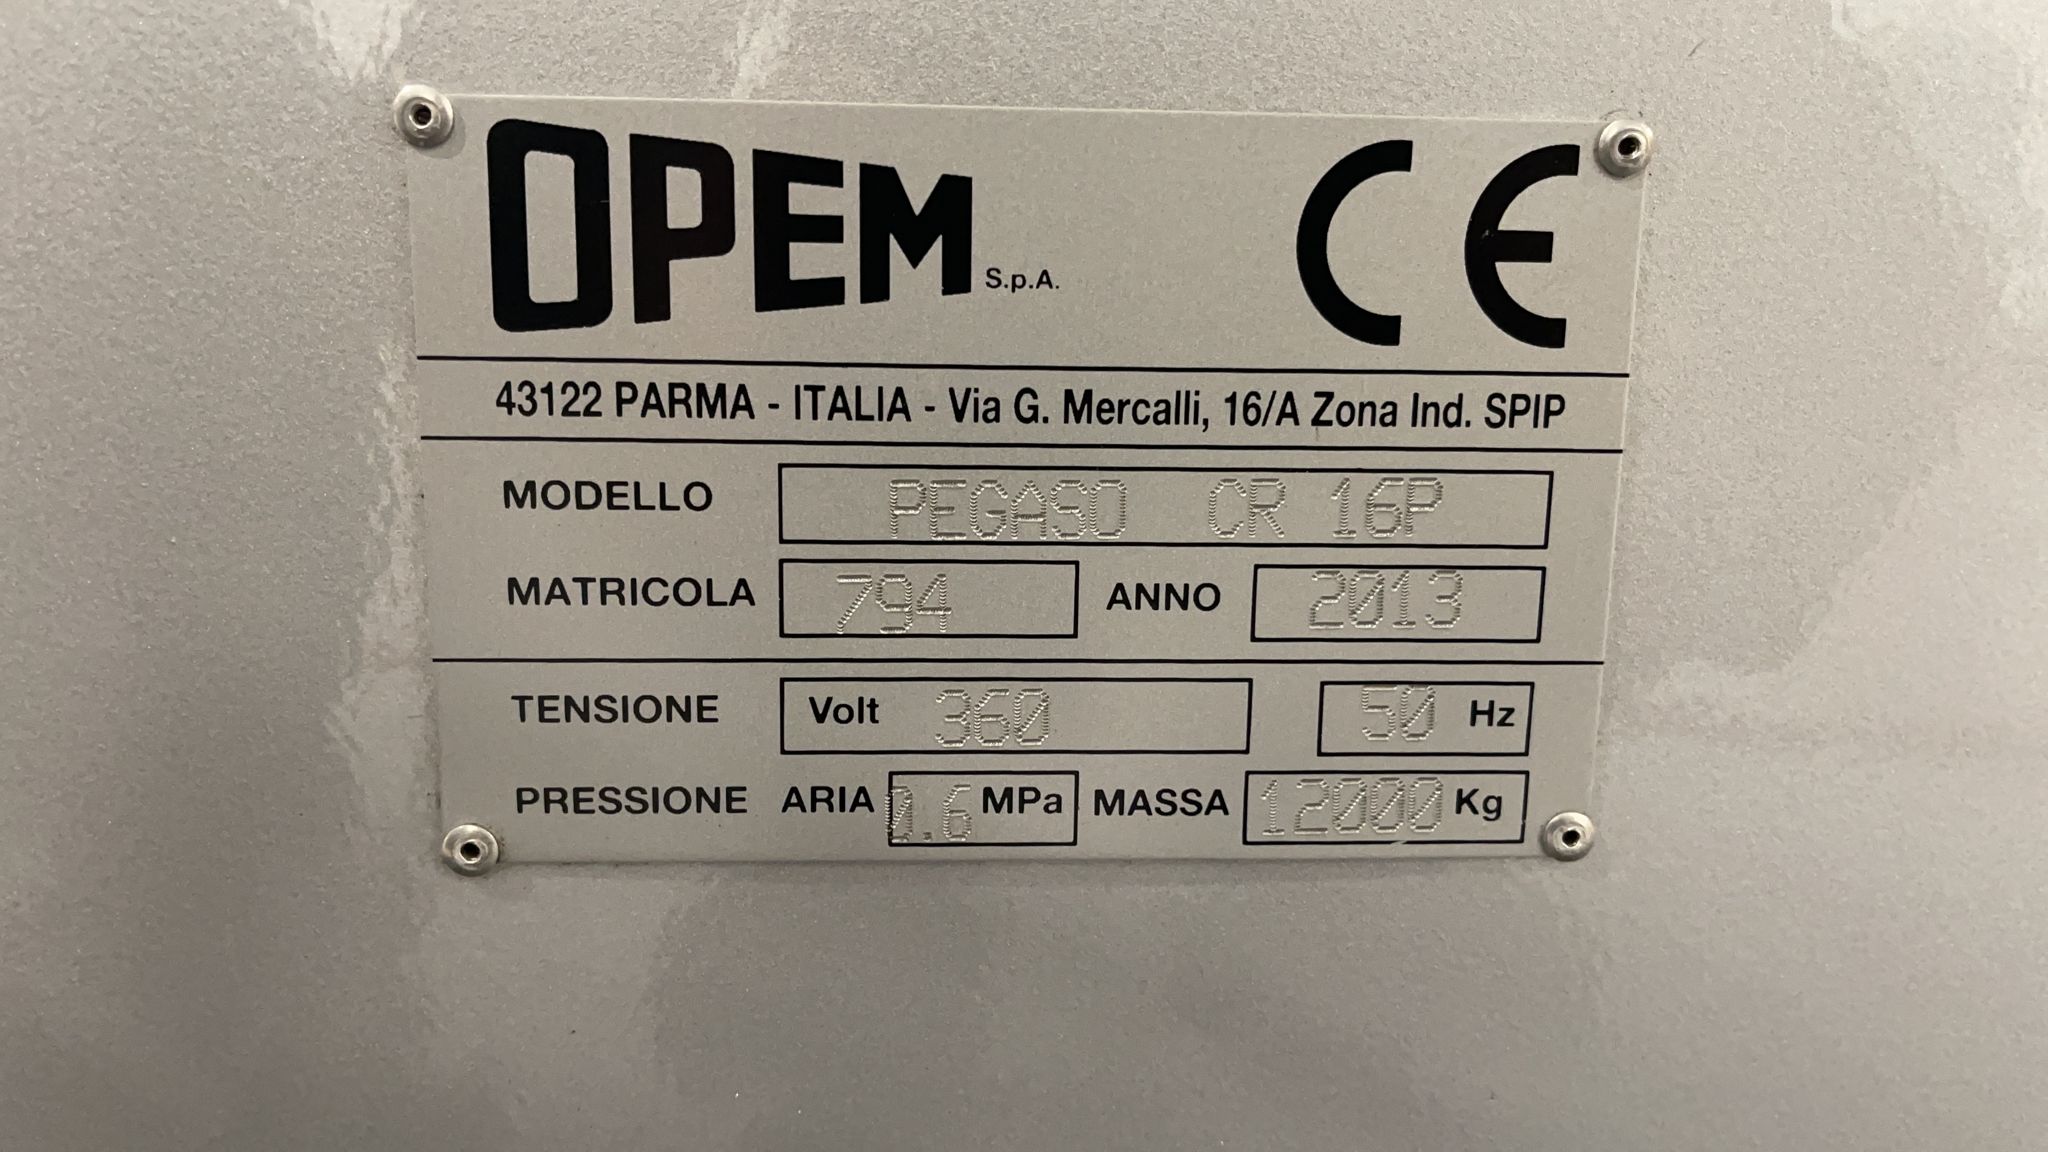 OPEM S.p.A. CE
43122 PARMA - ITALIA - Via G. Mercalli, 16/A Zona Ind. SPIP
MODELLO PEGASO CR 16P
MATRICOLA 794 ANNO 2013
TENSIONE Volt 360 50 Hz
PRESSIONE ARIA 0.6 MPa MASSA 12000 Kg